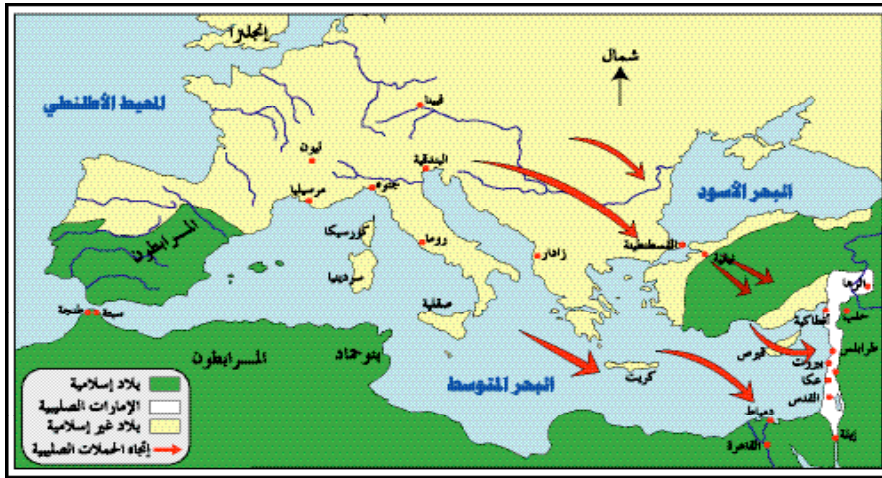 إنجلترا
شمال
المحيط الأطلنطي
فيينا
ليون
البندقية
جنوه
مرسيليا
البحر الأسود
المرابطون
كورسيكا
روما
زادار
القسطنطينية
نيقية
سردينيا
الرها
صقلية
أنطاكية
حلب
سبتة
طنجة
طرابلس
قبرص
بنو حماد
المرابطون
بيروت
كريت
عكا
البحر المتوسط
القدس
دمياط
القاهرة
بلاد إسلامية
الإمارات الصليبية
بلاد غير إسلامية
إتجاه الحملات الصليبية